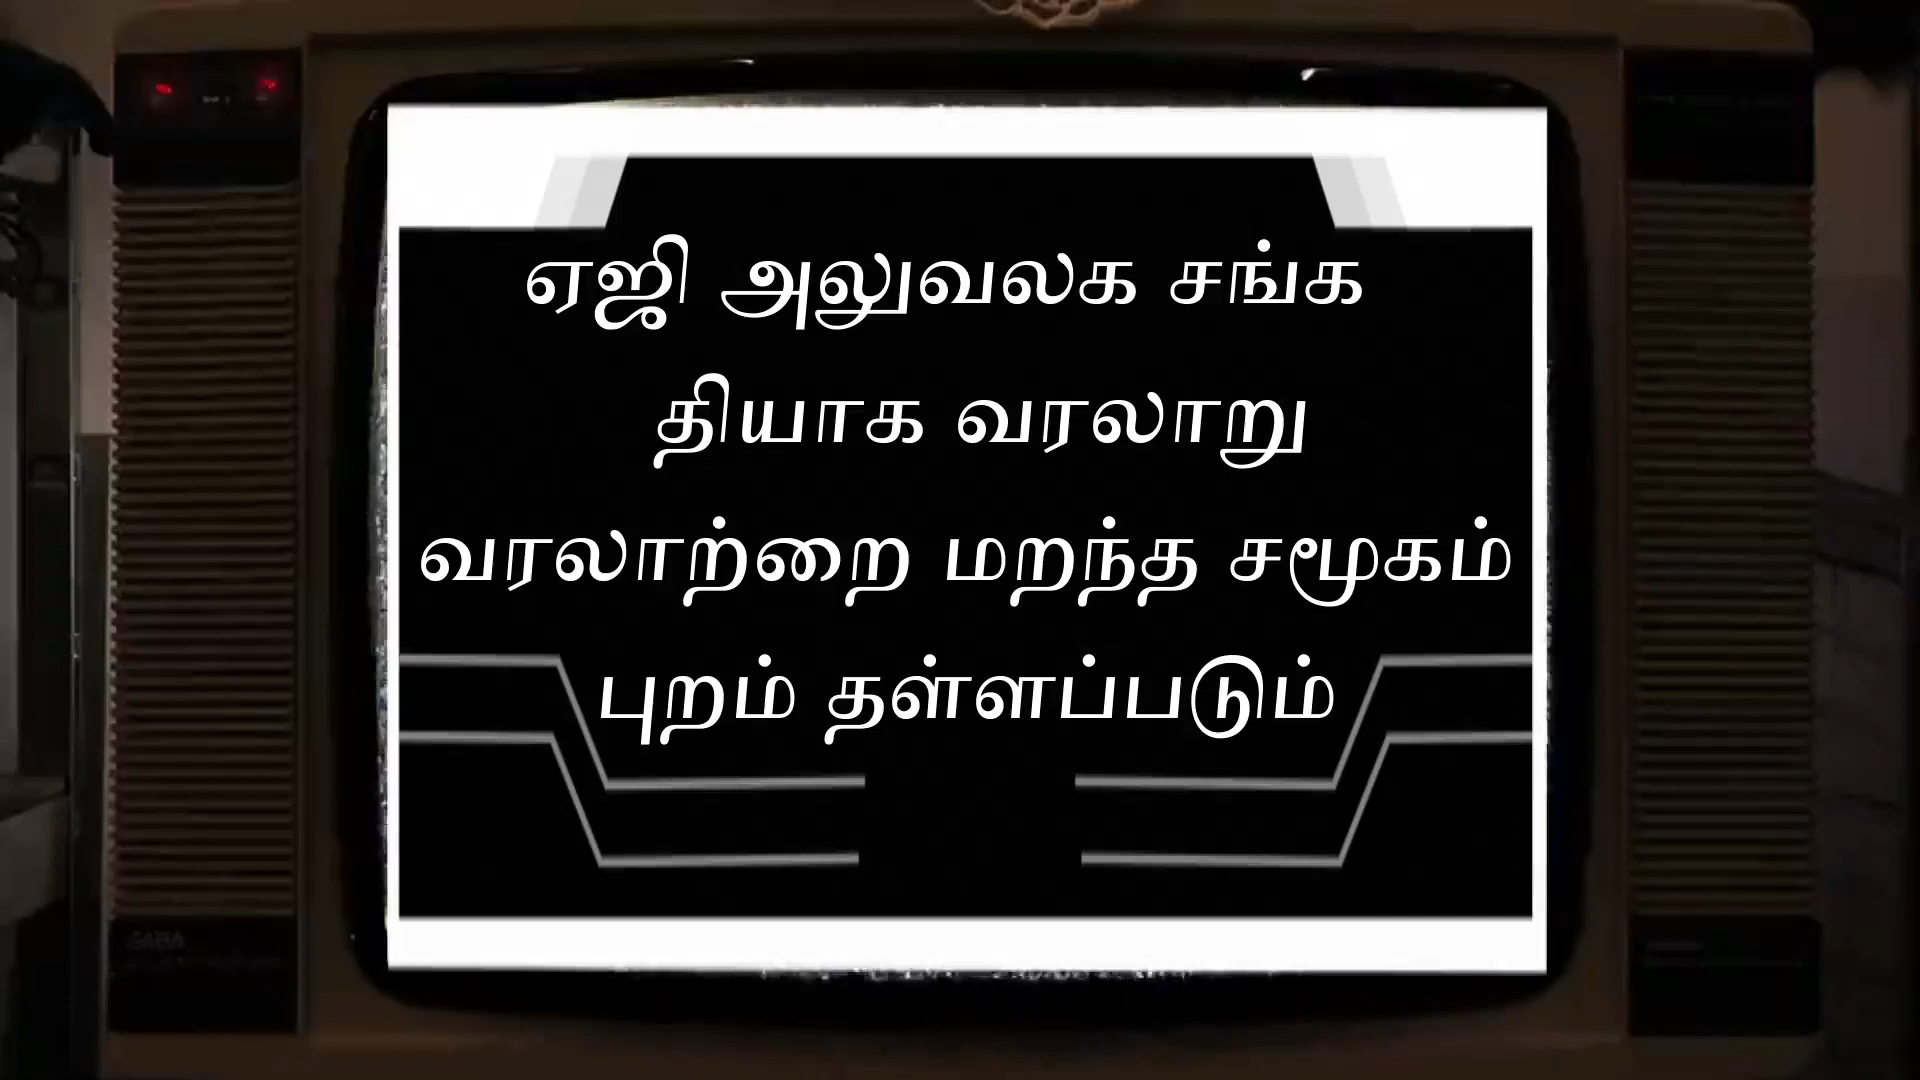 ஏஜி அலுவலக சங்க
தியாக வரலாறு
வரலாற்றை மறந்த சமூகம்
புறம் தள்ளப்படும்